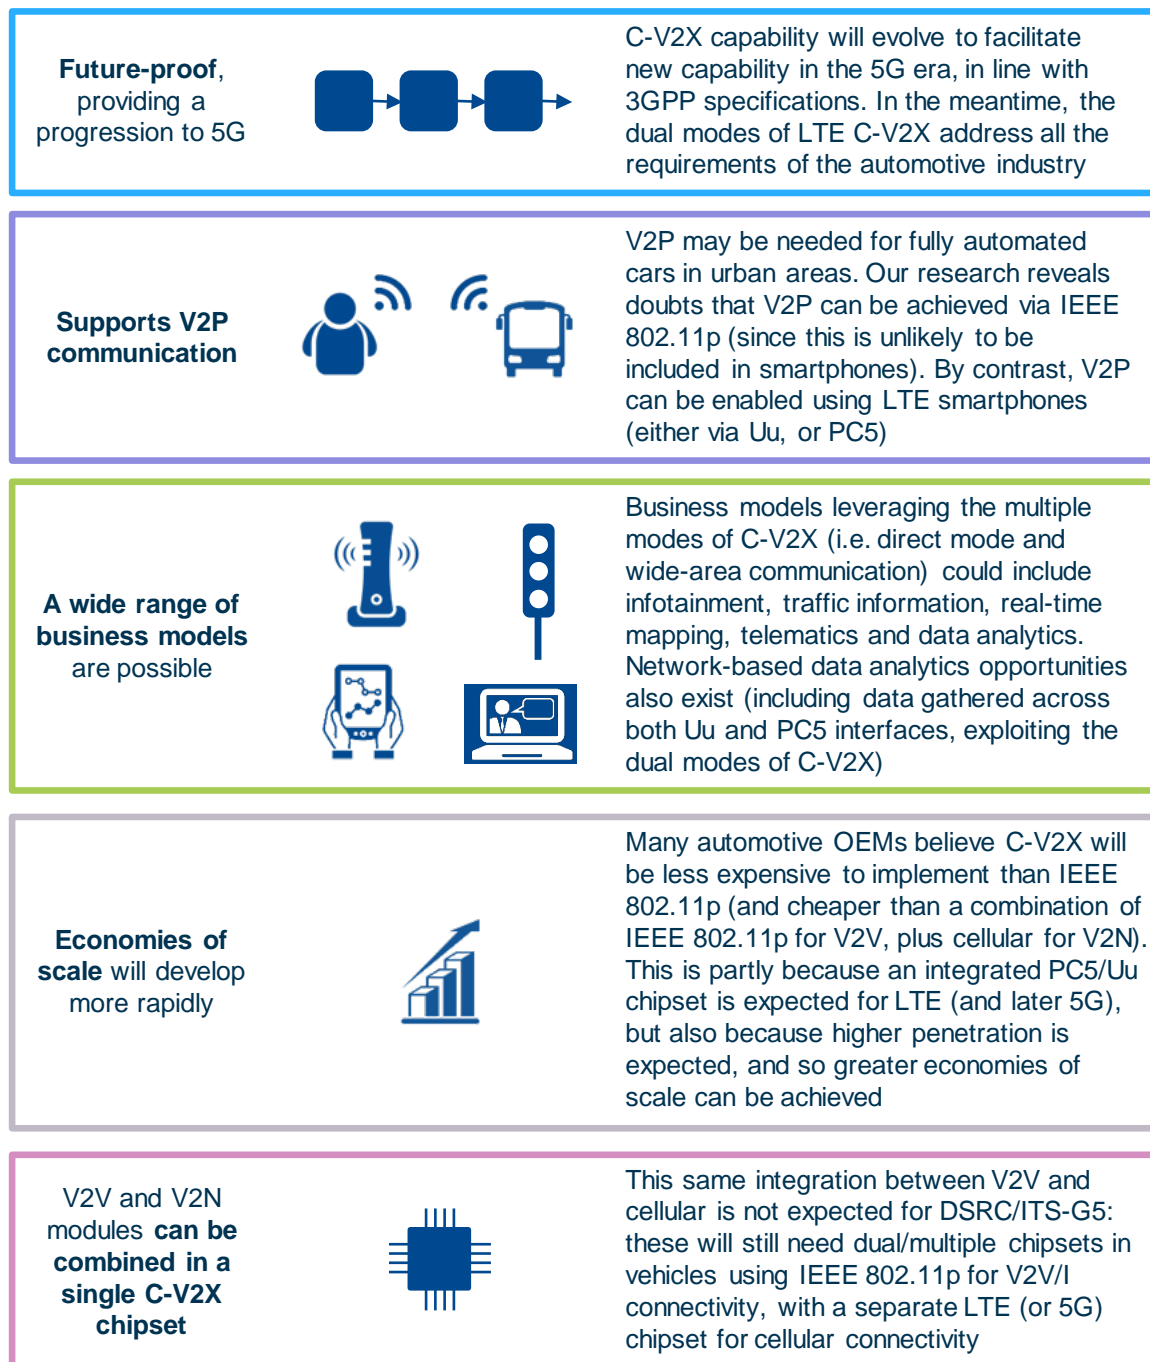 Future-proof,
providing a
progression to 5G
C-V2X capability will evolve to facilitate
new capability in the 5G era, in line with
3GPP specifications. In the meantime, the
dual modes of LTE C-V2X address all the
requirements of the automotive industry
Supports V2P
communication
V2P may be needed for fully automated
cars in urban areas. Our research reveals
doubts that V2P can be achieved via IEEE
802.11p (since this is unlikely to be
included in smartphones). By contrast, V2P
can be enabled using LTE smartphones
(either via Uu, or PC5)
A wide range of
business models
are possible
Business models leveraging the multiple
modes of C-V2X (i.e. direct mode and
wide-area communication) could include
infotainment, traffic information, real-time
mapping, telematics and data analytics.
Network-based data analytics opportunities
also exist (including data gathered across
both Uu and PC5 interfaces, exploiting the
dual modes of C-V2X)
Economies of
scale will develop
more rapidly
Many automotive OEMs believe C-V2X will
be less expensive to implement than IEEE
802.11p (and cheaper than a combination of
IEEE 802.11p for V2V, plus cellular for V2N).
This is partly because an integrated PC5/Uu
chipset is expected for LTE (and later 5G),
but also because higher penetration is
expected, and so greater economies of
scale can be achieved
V2V and V2N
modules can be
combined in a
single C-V2X
chipset
This same integration between V2V and
cellular is not expected for DSRC/ITS-G5:
these will still need dual/multiple chipsets in
vehicles using IEEE 802.11p for V2V/I
connectivity, with a separate LTE (or 5G)
chipset for cellular connectivity